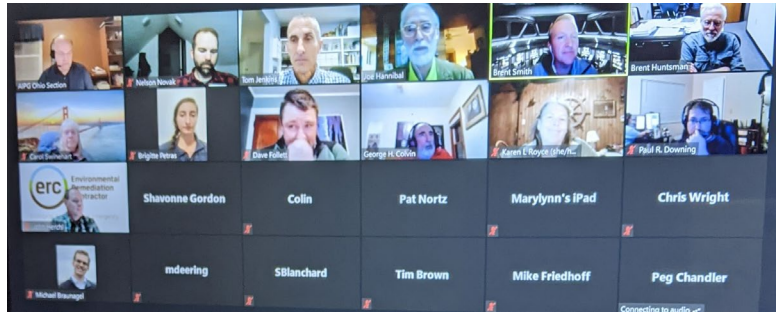 AIPG Ohio Section
Nelson Novak
Tom Jenkins
Joe Hannibal
Brent Smith
Brent Huntsman
Carol Swinehart
Brigitte Petras
Dave Follett
George H. Colvin
Karen L Royce (she/h...
Paul R. Downing
erc
Environmental
Remediation
Contractor
Shavonne Gordon
Colin
Pat Nortz
Marylynn's iPad
Chris Wright
Michael Braunagel
mdeering
SBlanchard
Tim Brown
Mike Friedhoff
Peg Chandler
Connecting to audio